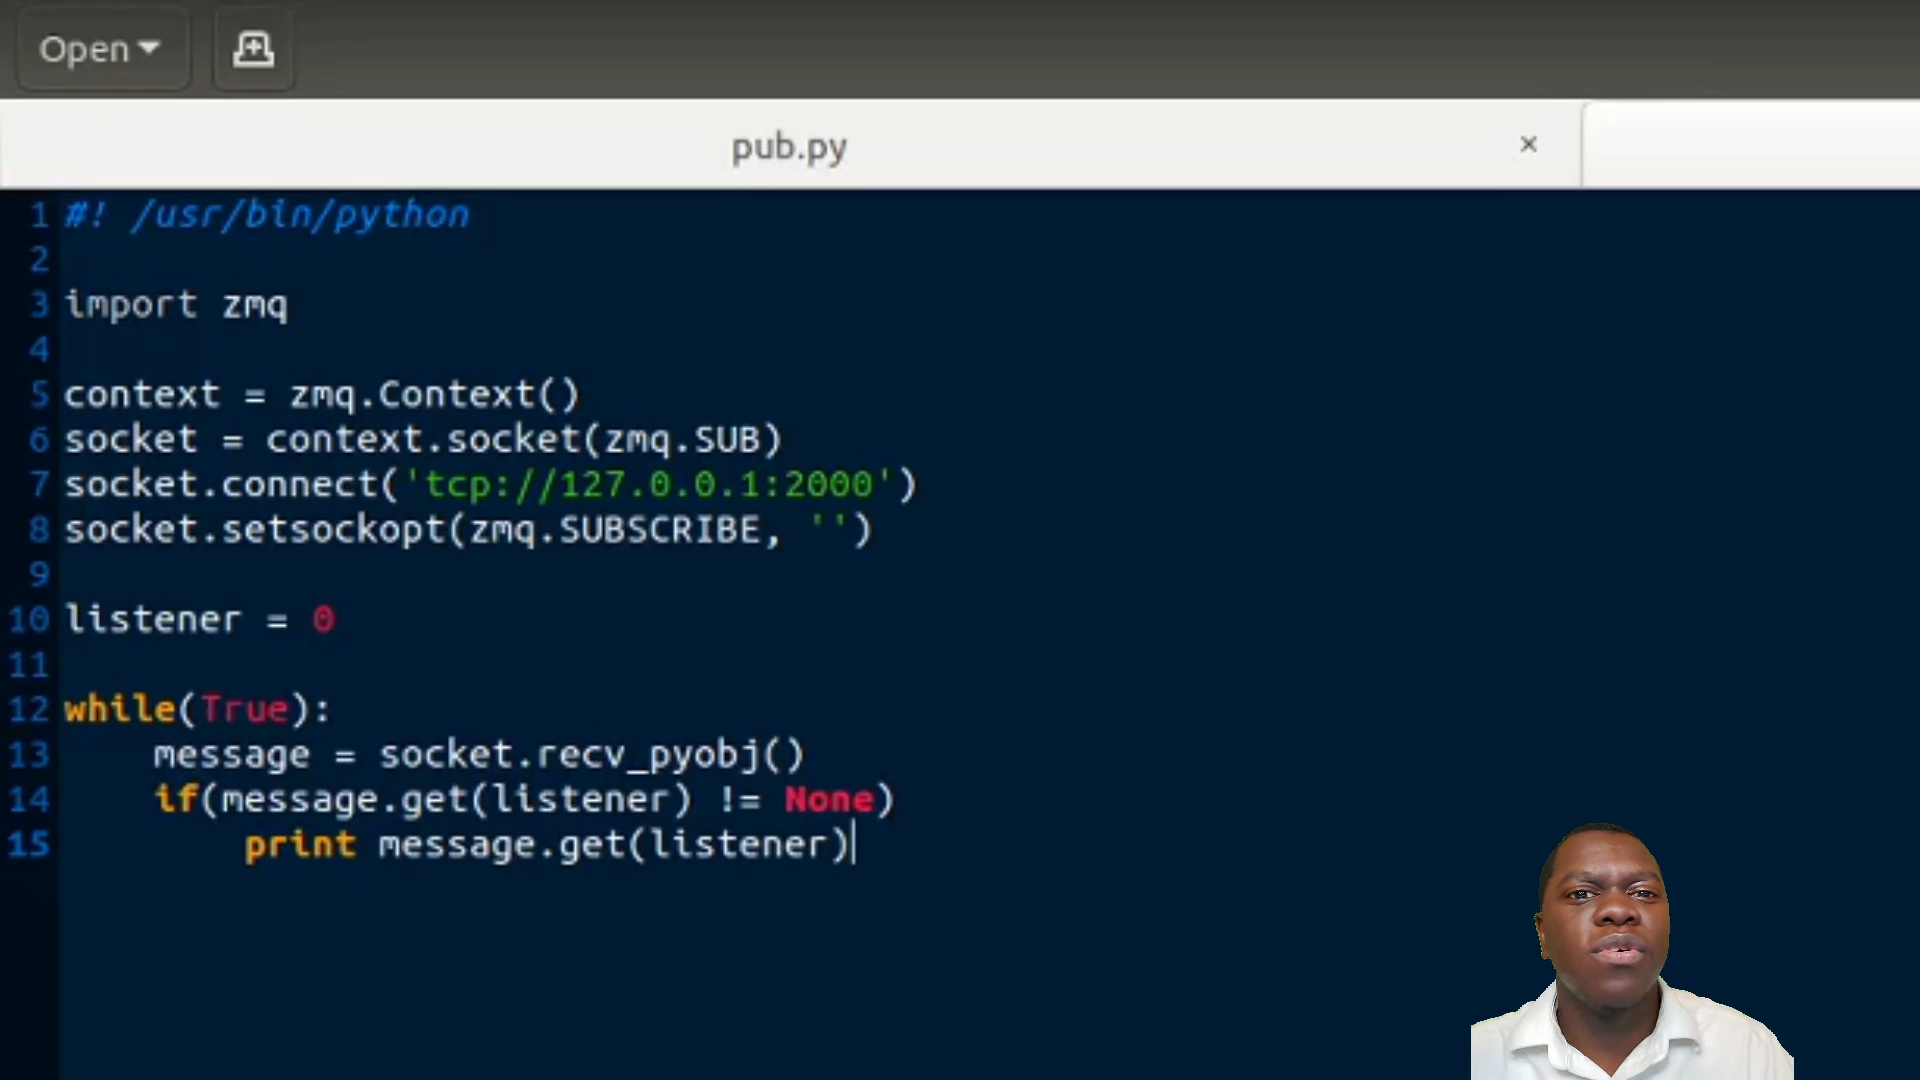 Open
pub.py ×
1 #! /usr/bin/python
2
3 import zmq
4
5 context = zmq.Context()
6 socket = context.socket(zmq.SUB)
7 socket.connect('tcp://127.0.0.1:2000')
8 socket.setsockopt(zmq.SUBSCRIBE, '')
9
10 listener = 0
11
12 while(True):
13     message = socket.recv_pyobj()
14     if(message.get(listener) != None)
15         print message.get(listener)